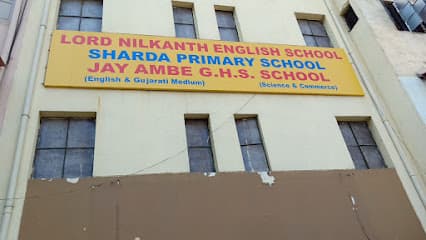 LORD NILKANTH ENGLISH SCHOOL
SHARDA PRIMARY SCHOOL
JAY AMBE G.H.S. SCHOOL
(English & Gujarati Medium) (Science & Commerce)